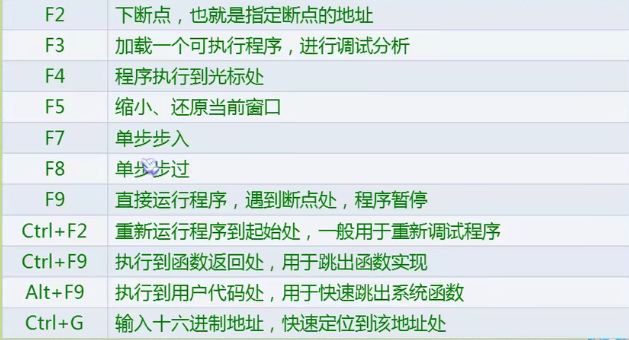 F2 下断点，也就是指定断点的地址
F3 加载一个可执行程序，进行调试分析
F4 程序执行到光标处
F5 缩小、还原当前窗口
F7 单步步入
F8 单步步过
F9 直接运行程序，遇到断点处，程序暂停
Ctrl+F2 重新运行程序到起始处，一般用于重新调试程序
Ctrl+F9 执行到函数返回处，用于跳出函数实现
Alt+F9 执行到用户代码处，用于快速跳出系统函数
Ctrl+G 输入十六进制地址，快速定位到该地址处